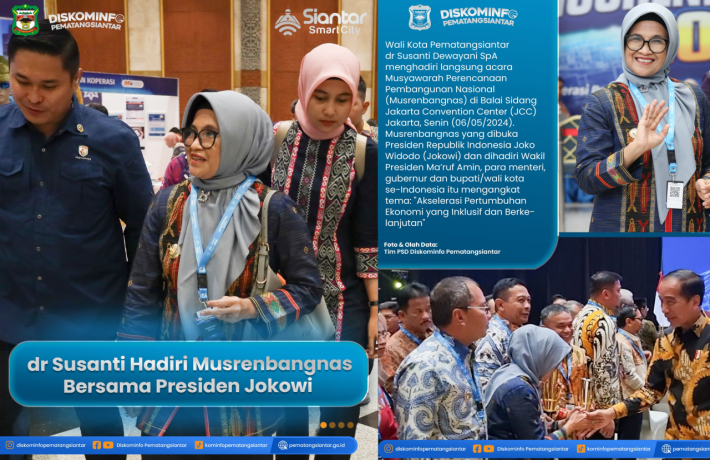 DISKOMINFO
PEMATANGSIANTAR
Siantar
SmartCity
KOPERASI
dr Susanti Hadiri Musrenbangnas
Bersama Presiden Jokowi
diskominfopematangsiantar
Diskominfo Pematangsiantar
kominfopematangsiantar
pematangsiantar.go.id
DISKOMINFO
PEMATANGSIANTAR
Wali Kota Pematangsiantar
dr Susanti Dewayani SpA
menghadiri langsung acara
Musyawarah Perencanaan
Pembangunan Nasional
(Musrenbangnas) di Balai Sidang
Jakarta Convention Center (JCC)
Jakarta, Senin (06/05/2024).
Musrenbangnas yang dibuka
Presiden Republik Indonesia Joko
Widodo (Jokowi) dan dihadiri Wakil
Presiden Ma'ruf Amin, para menteri,
gubernur dan bupati/wali kota
se-Indonesia itu mengangkat
tema: "Akselerasi Pertumbuhan
Ekonomi yang Inklusif dan Berke-
lanjutan"
Foto & Olah Data:
Tim PSD Diskominfo Pematangsiantar
diskominfopematangsiantar
Diskominfo Pematangsiantar
kominfopematangsiantar
pematangsiantar